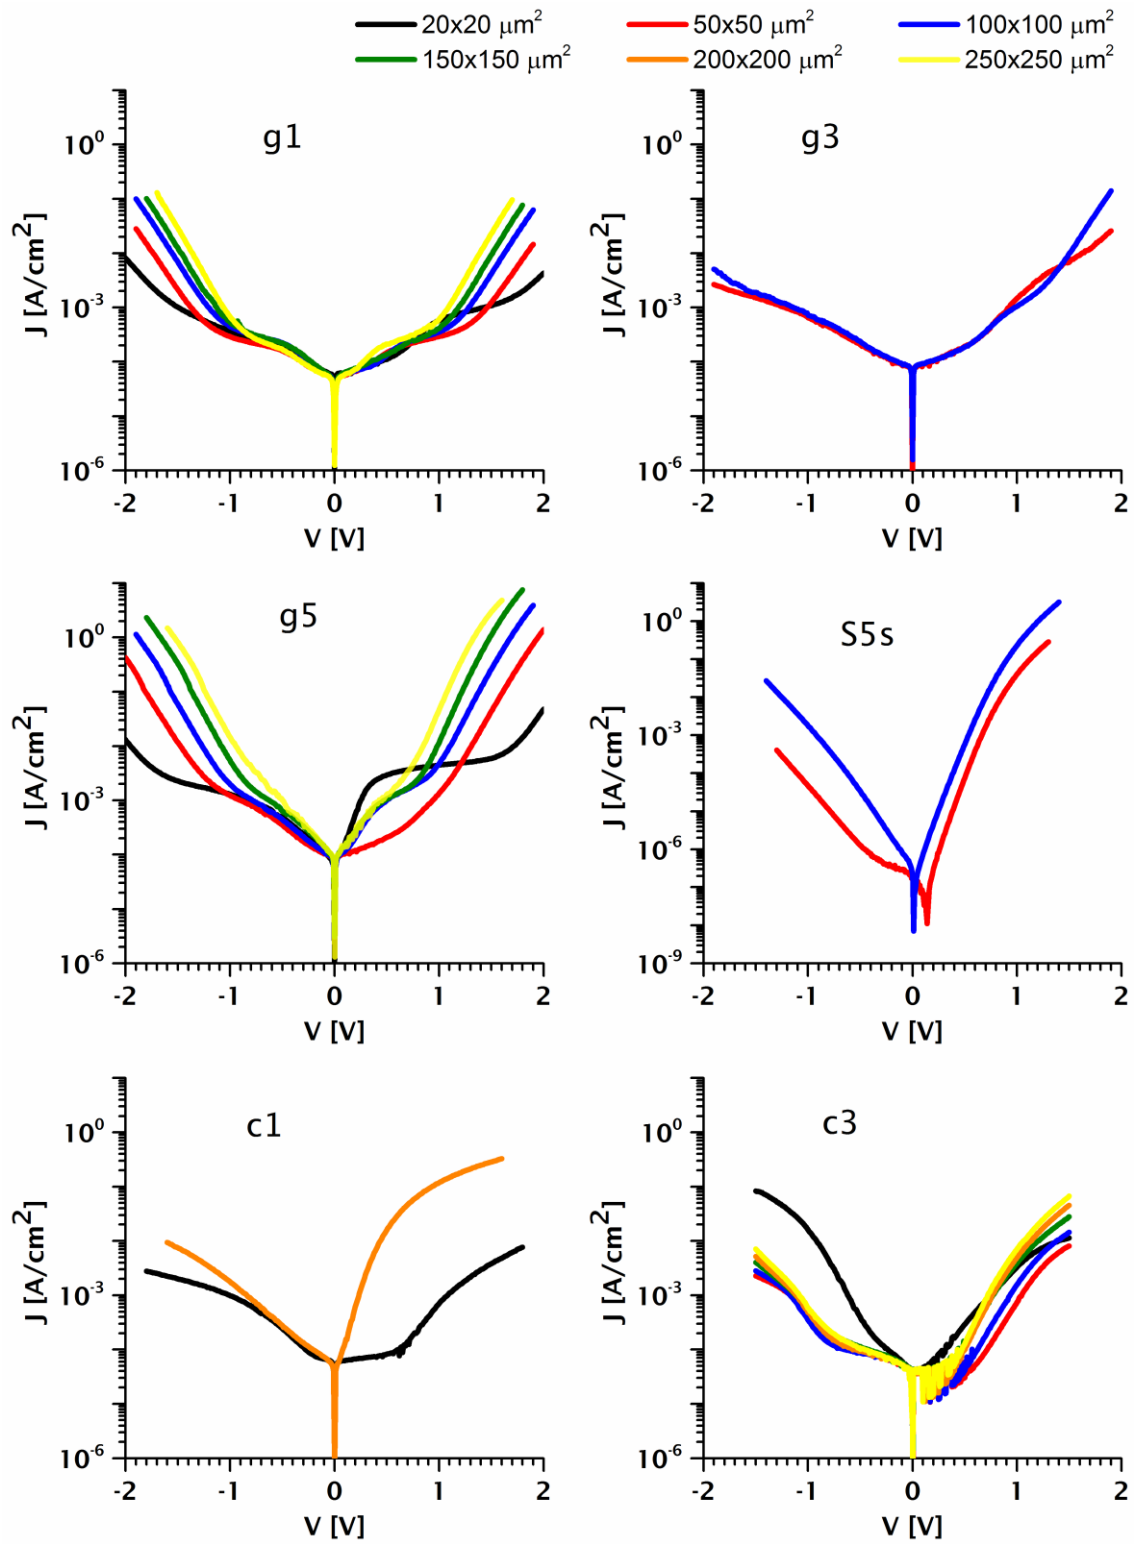 20x20 μm² 50x50 μm² 100x100 μm²
150x150 μm² 200x200 μm² 250x250 μm²
g1 g3
10⁰ 10⁰
J [A/cm²] J [A/cm²]
10⁻³ 10⁻³
10⁻⁶ 10⁻⁶
-2 -1 0 1 2 -2 -1 0 1 2
V [V] V [V]
g5 S5s
10⁰ 10⁰
J [A/cm²] J [A/cm²]
10⁻³ 10⁻³
10⁻⁶
10⁻⁶ 10⁻⁹
-2 -1 0 1 2 -2 -1 0 1 2
V [V] V [V]
c1 c3
10⁰ 10⁰
J [A/cm²] J [A/cm²]
10⁻³ 10⁻³
10⁻⁶ 10⁻⁶
-2 -1 0 1 2 -2 -1 0 1 2
V [V] V [V]